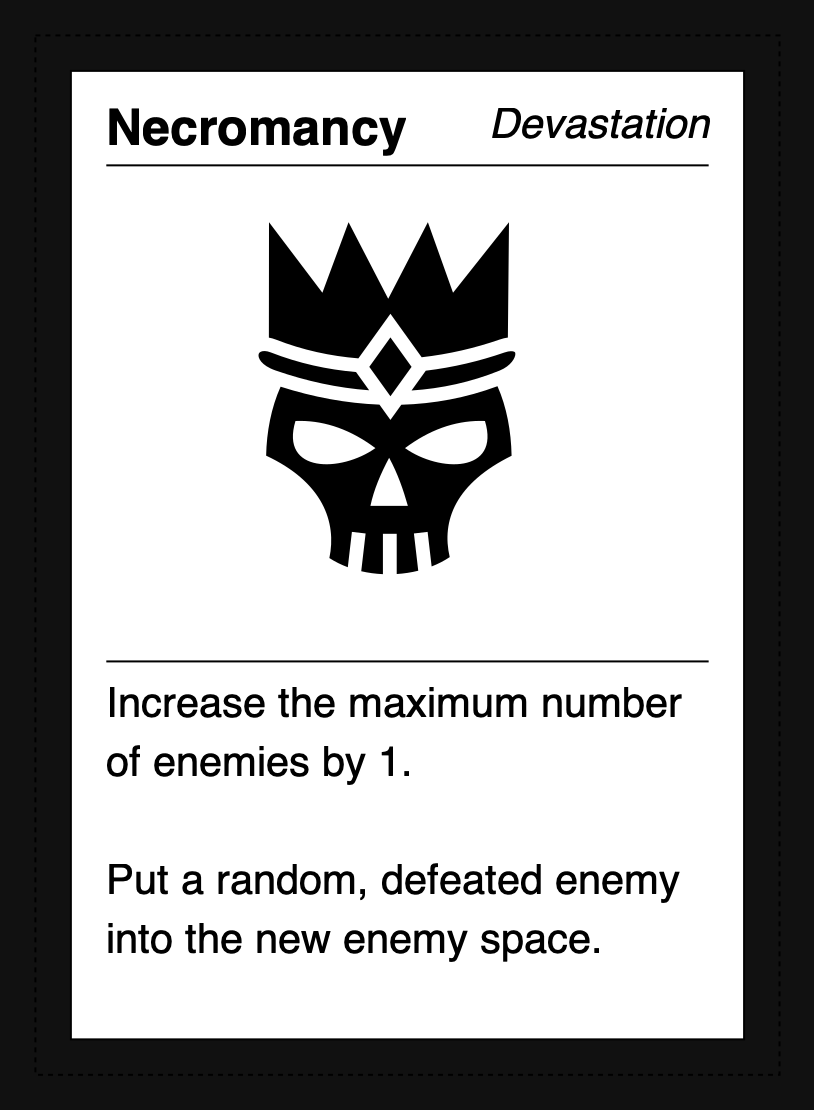 Necromancy Devastation
Increase the maximum number
of enemies by 1.
Put a random, defeated enemy
into the new enemy space.